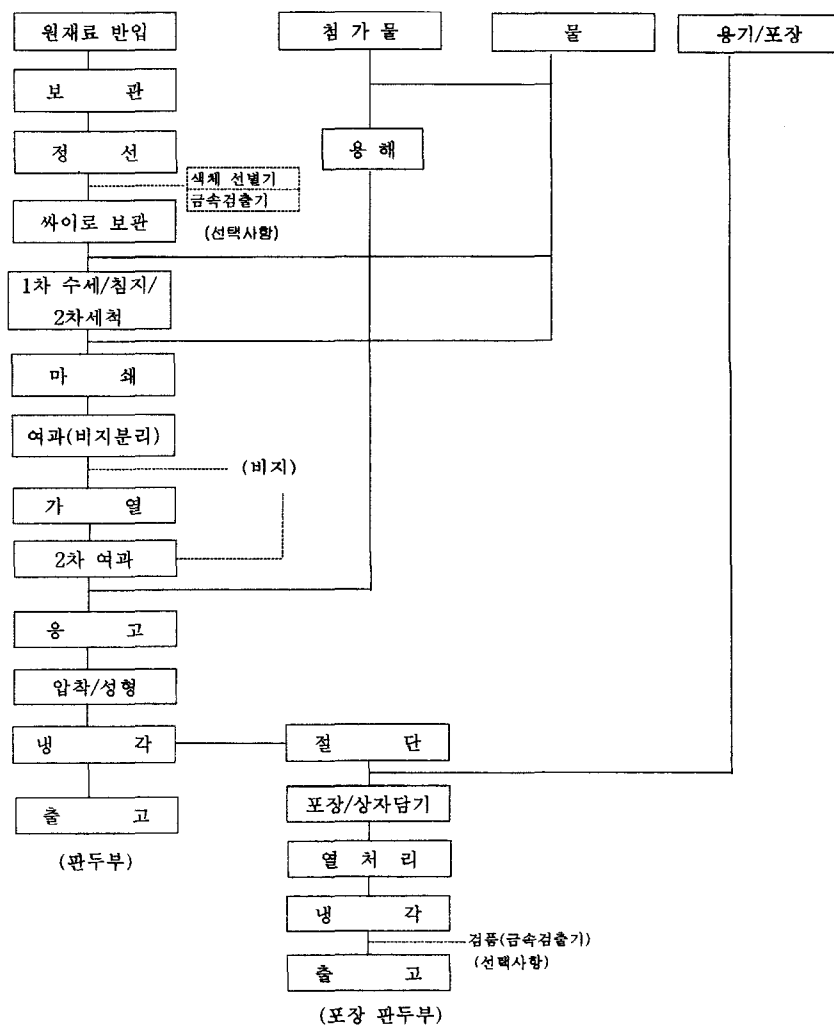 원재료 반입
첨 가 물
물
용기/포장
보 관
정 선
용 해
색체 선별기
금속검출기
(선택사항)
싸이로 보관
1차 수세/침지/
2차세척
마 쇄
여과(비지분리)
(비지)
가 열
2차 여과
응 고
압착/성형
냉 각
절 단
출 고
(판두부)
포장/상자담기
열 처 리
냉 각
검품(금속검출기)
(선택사항)
출 고
(포장 판두부)